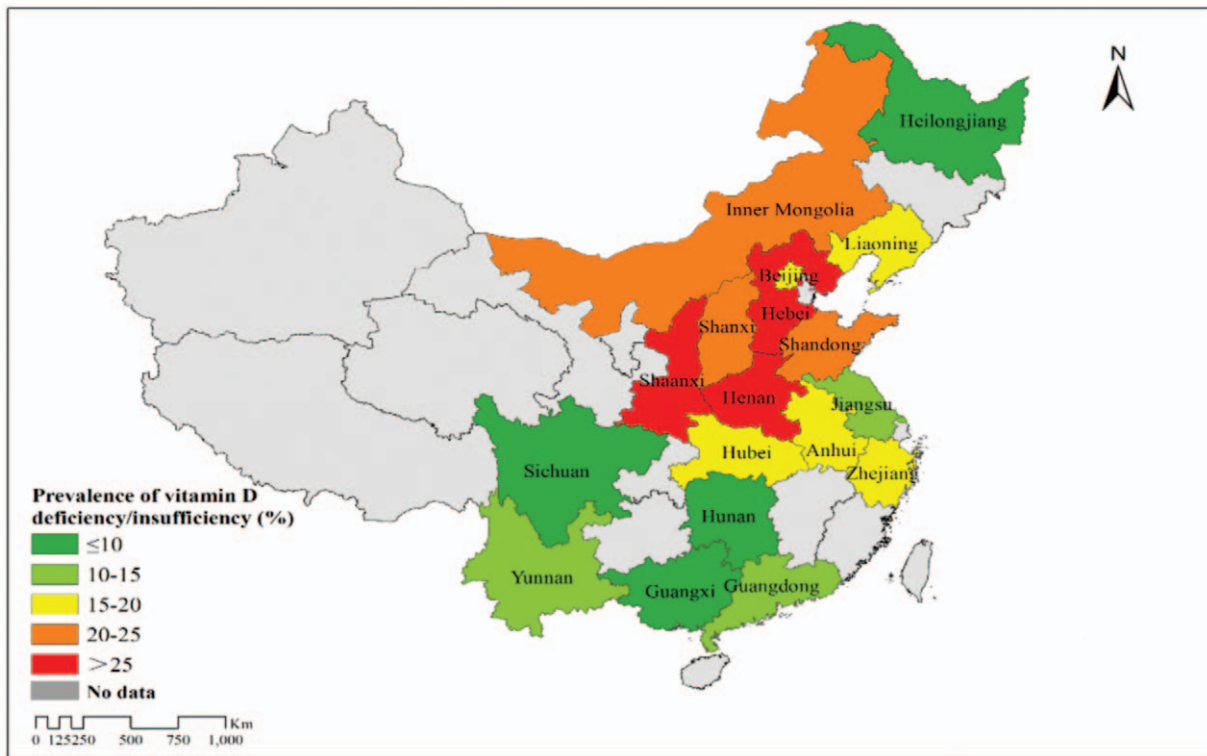 N
Heilongjiang
Inner Mongolia
Liaoning
Beijing
Hebei
Shanxi
Shandong
Shaanxi
Henan
Jiangsu
Hubei
Anhui
Zhejiang
Sichuan
Hunan
Yunnan
Guangxi
Guangdong
Prevalence of vitamin D
deficiency/insufficiency (%)
≤10
10-15
15-20
20-25
>25
No data
Km
0 125250 500 750 1,000